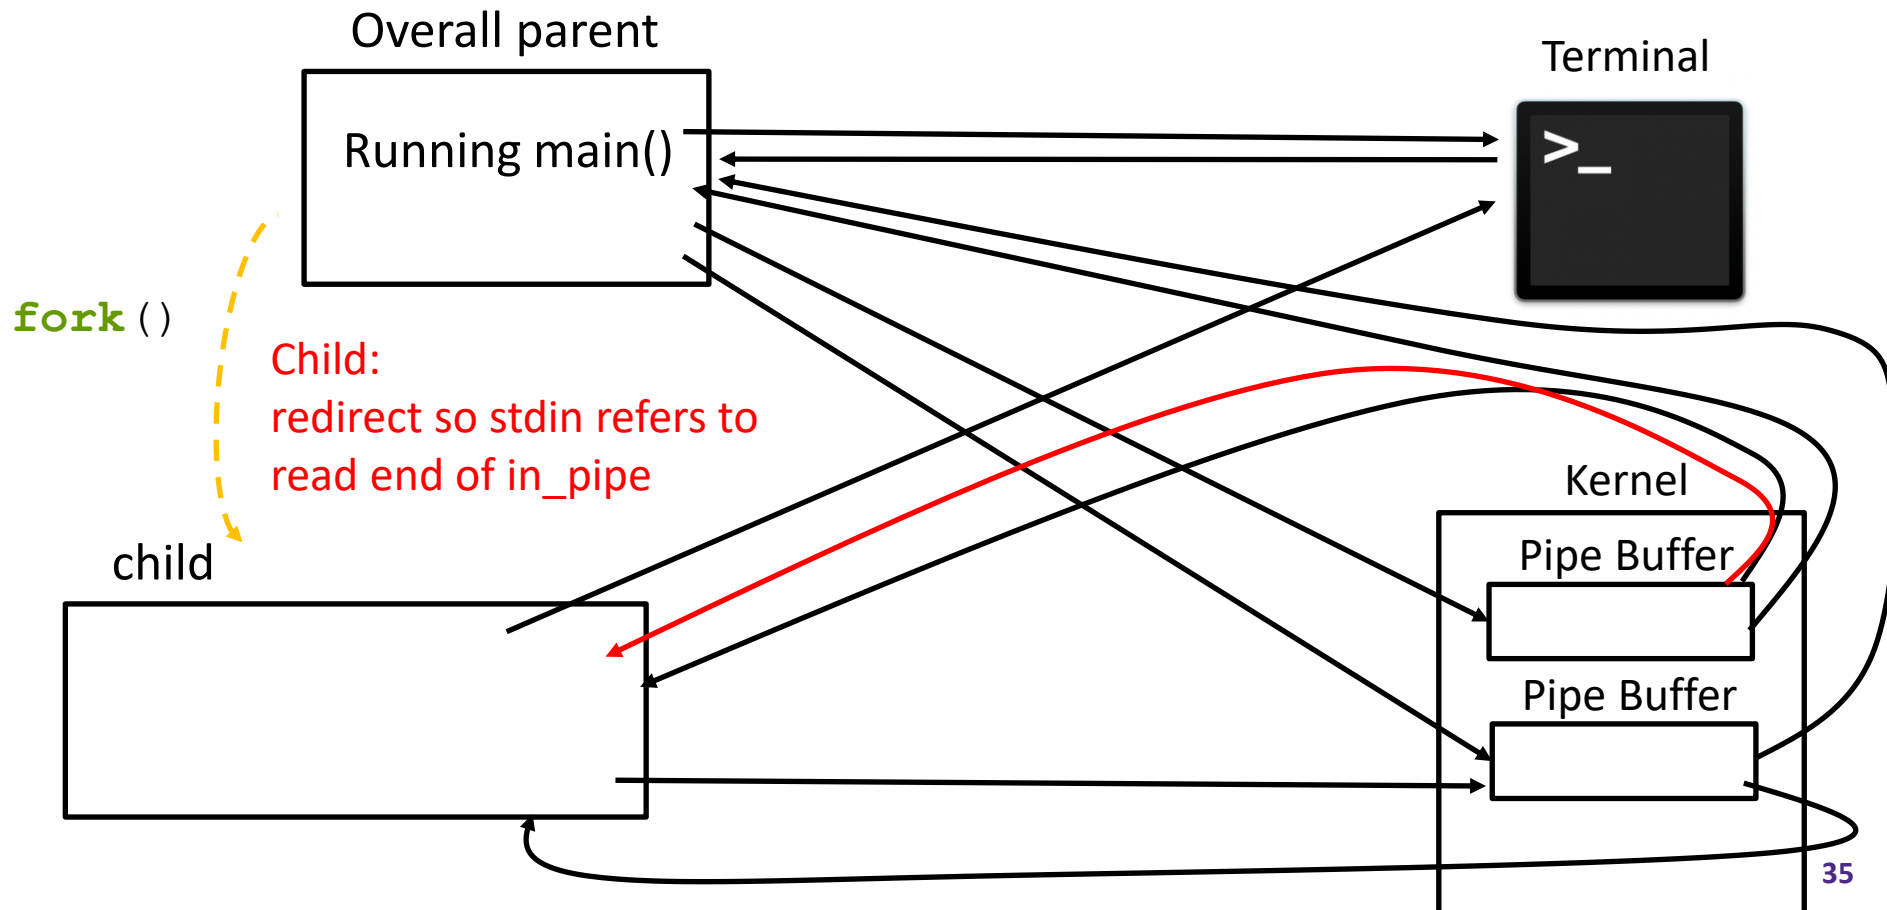 Overall parent
Terminal
Running main()
>_
fork()
Child:
redirect so stdin refers to
read end of in_pipe
Kernel
child
Pipe Buffer
Pipe Buffer
35